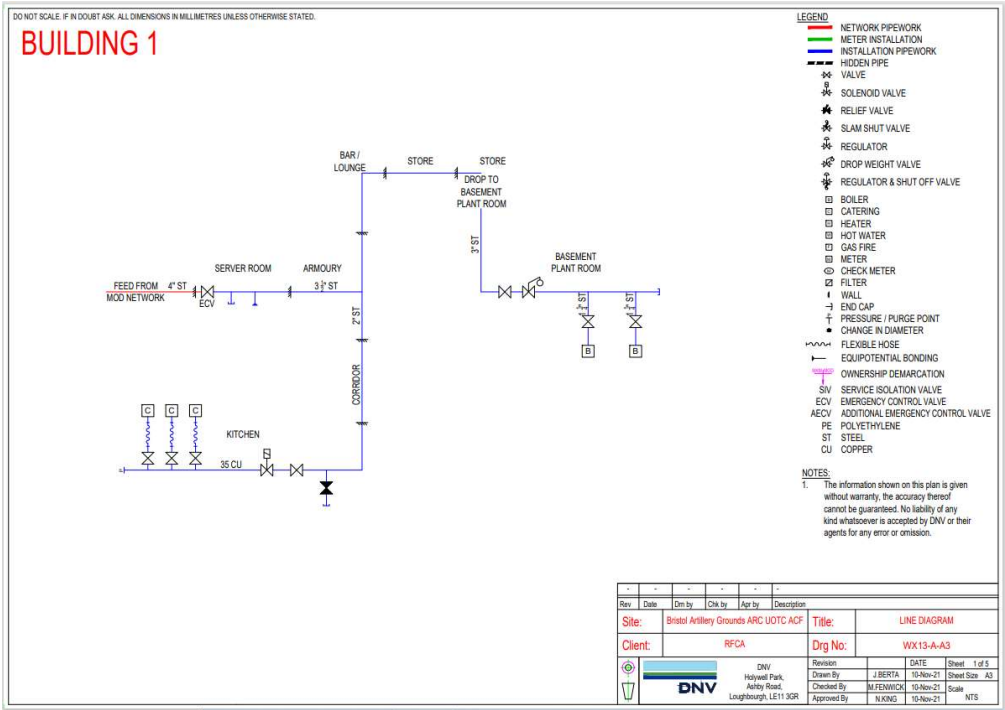 DO NOT SCALE. IF IN DOUBT ASK. ALL DIMENSIONS IN MILLIMETRES UNLESS OTHERWISE STATED.
BUILDING 1
BAR /
LOUNGE
STORE
STORE
DROP TO
BASEMENT
PLANT ROOM
3" ST
BASEMENT
PLANT ROOM
SERVER ROOM
ARMOURY
FEED FROM
MOD NETWORK
4" ST
ECV
3 ½" ST
2" ST
B
B
CORRIDOR
C
C
C
KITCHEN
35 CU
LEGEND
NETWORK PIPEWORK
METER INSTALLATION
INSTALLATION PIPEWORK
HIDDEN PIPE
VALVE
SOLENOID VALVE
RELIEF VALVE
SLAM SHUT VALVE
REGULATOR
DROP WEIGHT VALVE
REGULATOR & SHUT OFF VALVE
BOILER
CATERING
HEATER
HOT WATER
GAS FIRE
METER
CHECK METER
FILTER
WALL
END CAP
PRESSURE / PURGE POINT
CHANGE IN DIAMETER
FLEXIBLE HOSE
EQUIPOTENTIAL BONDING
OWNERSHIP DEMARCATION
SIV SERVICE ISOLATION VALVE
ECV EMERGENCY CONTROL VALVE
AECV ADDITIONAL EMERGENCY CONTROL VALVE
PE POLYETHYLENE
ST STEEL
CU COPPER
NOTES:
1. The information shown on this plan is given
without warranty, the accuracy thereof
cannot be guaranteed. No liability of any
kind whatsoever is accepted by DNV or their
agents for any error or omission.
- - - - - -
Rev Date Drn by Chk by Apr by Description
Site: Bristol Artillery Grounds ARC UOTC ACF Title: LINE DIAGRAM
Client: RFCA Drg No: WX13-A-A3
DNV
DNV
Holywell Park,
Ashby Road,
Loughbourgh, LE11 3GR
Revision DATE Sheet 1 of 5
Drawn By J.BERTA 10-Nov-21 Sheet Size A3
Checked By M.FENWICK 10-Nov-21 Scale
Approved By N.KING 10-Nov-21 NTS